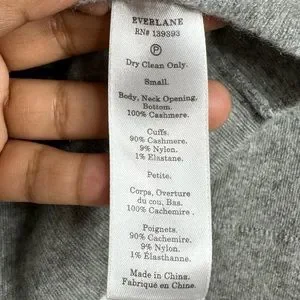 EVERLANE
RN# 139393
P
Dry Clean Only.
Small.
Body, Neck Opening,
Bottom.
100% Cashmere.
Cuffs.
90% Cashmere.
9% Nylon.
1% Elastane.
Petite.
Corps, Overture
du cou, Bas.
100% Cachemire.
Poignets.
90% Cachemire.
9% Nylon.
1% Élasthanne.
Made in China.
Fabriqué en Chine.